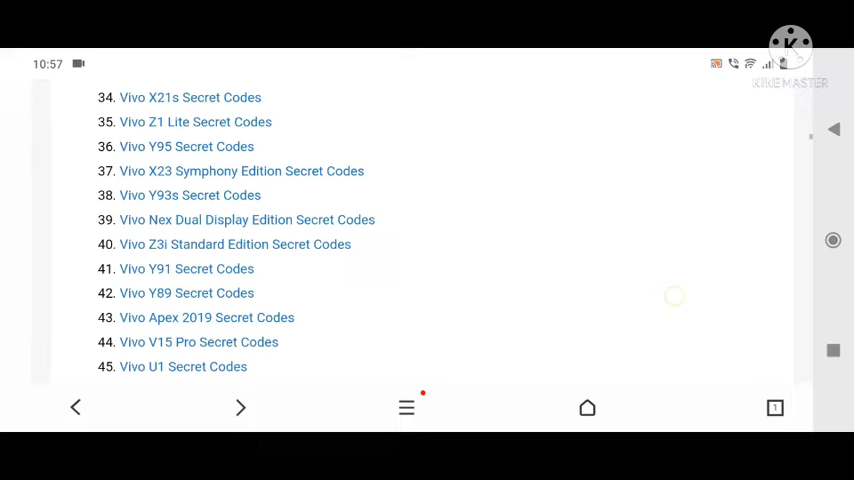 10:57
KINEMASTER
34. Vivo X21s Secret Codes
35. Vivo Z1 Lite Secret Codes
36. Vivo Y95 Secret Codes
37. Vivo X23 Symphony Edition Secret Codes
38. Vivo Y93s Secret Codes
39. Vivo Nex Dual Display Edition Secret Codes
40. Vivo Z3i Standard Edition Secret Codes
41. Vivo Y91 Secret Codes
42. Vivo Y89 Secret Codes
43. Vivo Apex 2019 Secret Codes
44. Vivo V15 Pro Secret Codes
45. Vivo U1 Secret Codes
1